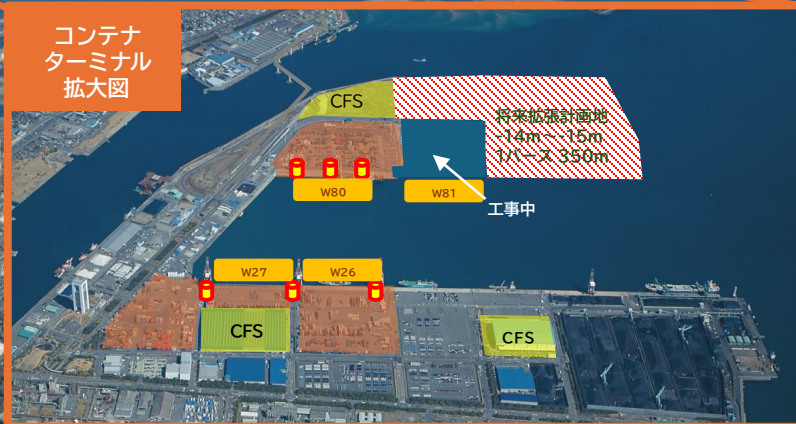 コンテナ
ターミナル
拡大図
CFS
将来拡張計画地
-14m～-15m
1バース 350m
W80
W81
工事中
W27
W26
CFS
CFS